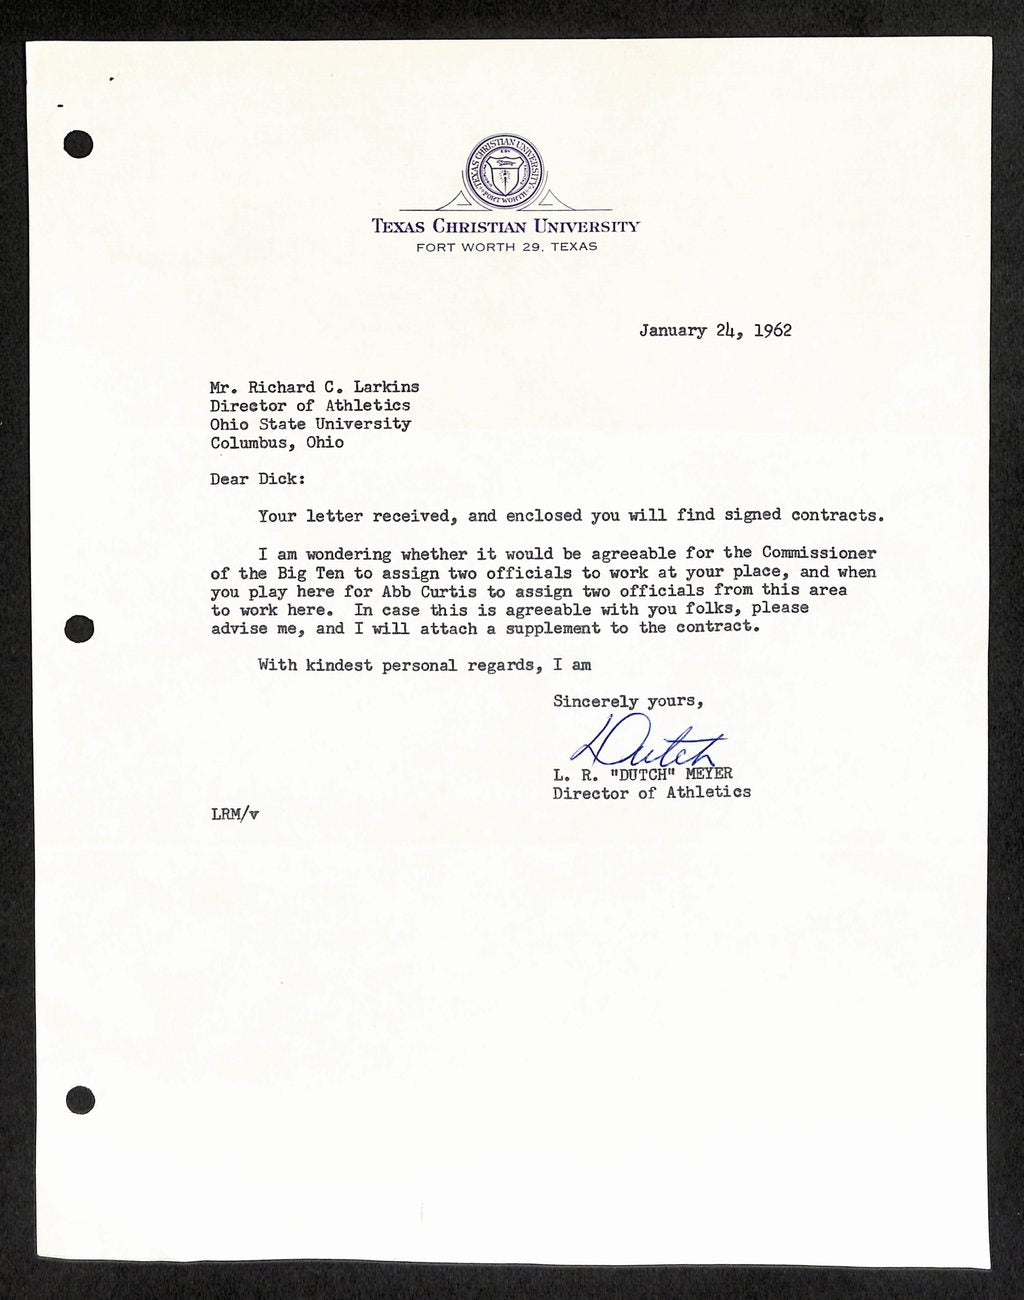 TEXAS CHRISTIAN UNIVERSITY
FORT WORTH
TEXAS CHRISTIAN UNIVERSITY
FORT WORTH 29, TEXAS
January 24, 1962
Mr. Richard C. Larkins
Director of Athletics
Ohio State University
Columbus, Ohio
Dear Dick:
Your letter received, and enclosed you will find signed contracts.
I am wondering whether it would be agreeable for the Commissioner
of the Big Ten to assign two officials to work at your place, and when
you play here for Abb Curtis to assign two officials from this area
to work here. In case this is agreeable with you folks, please
advise me, and I will attach a supplement to the contract.
With kindest personal regards, I am
Sincerely yours,
Dutch
L. R. "DUTCH" MEYER
Director of Athletics
LRM/v